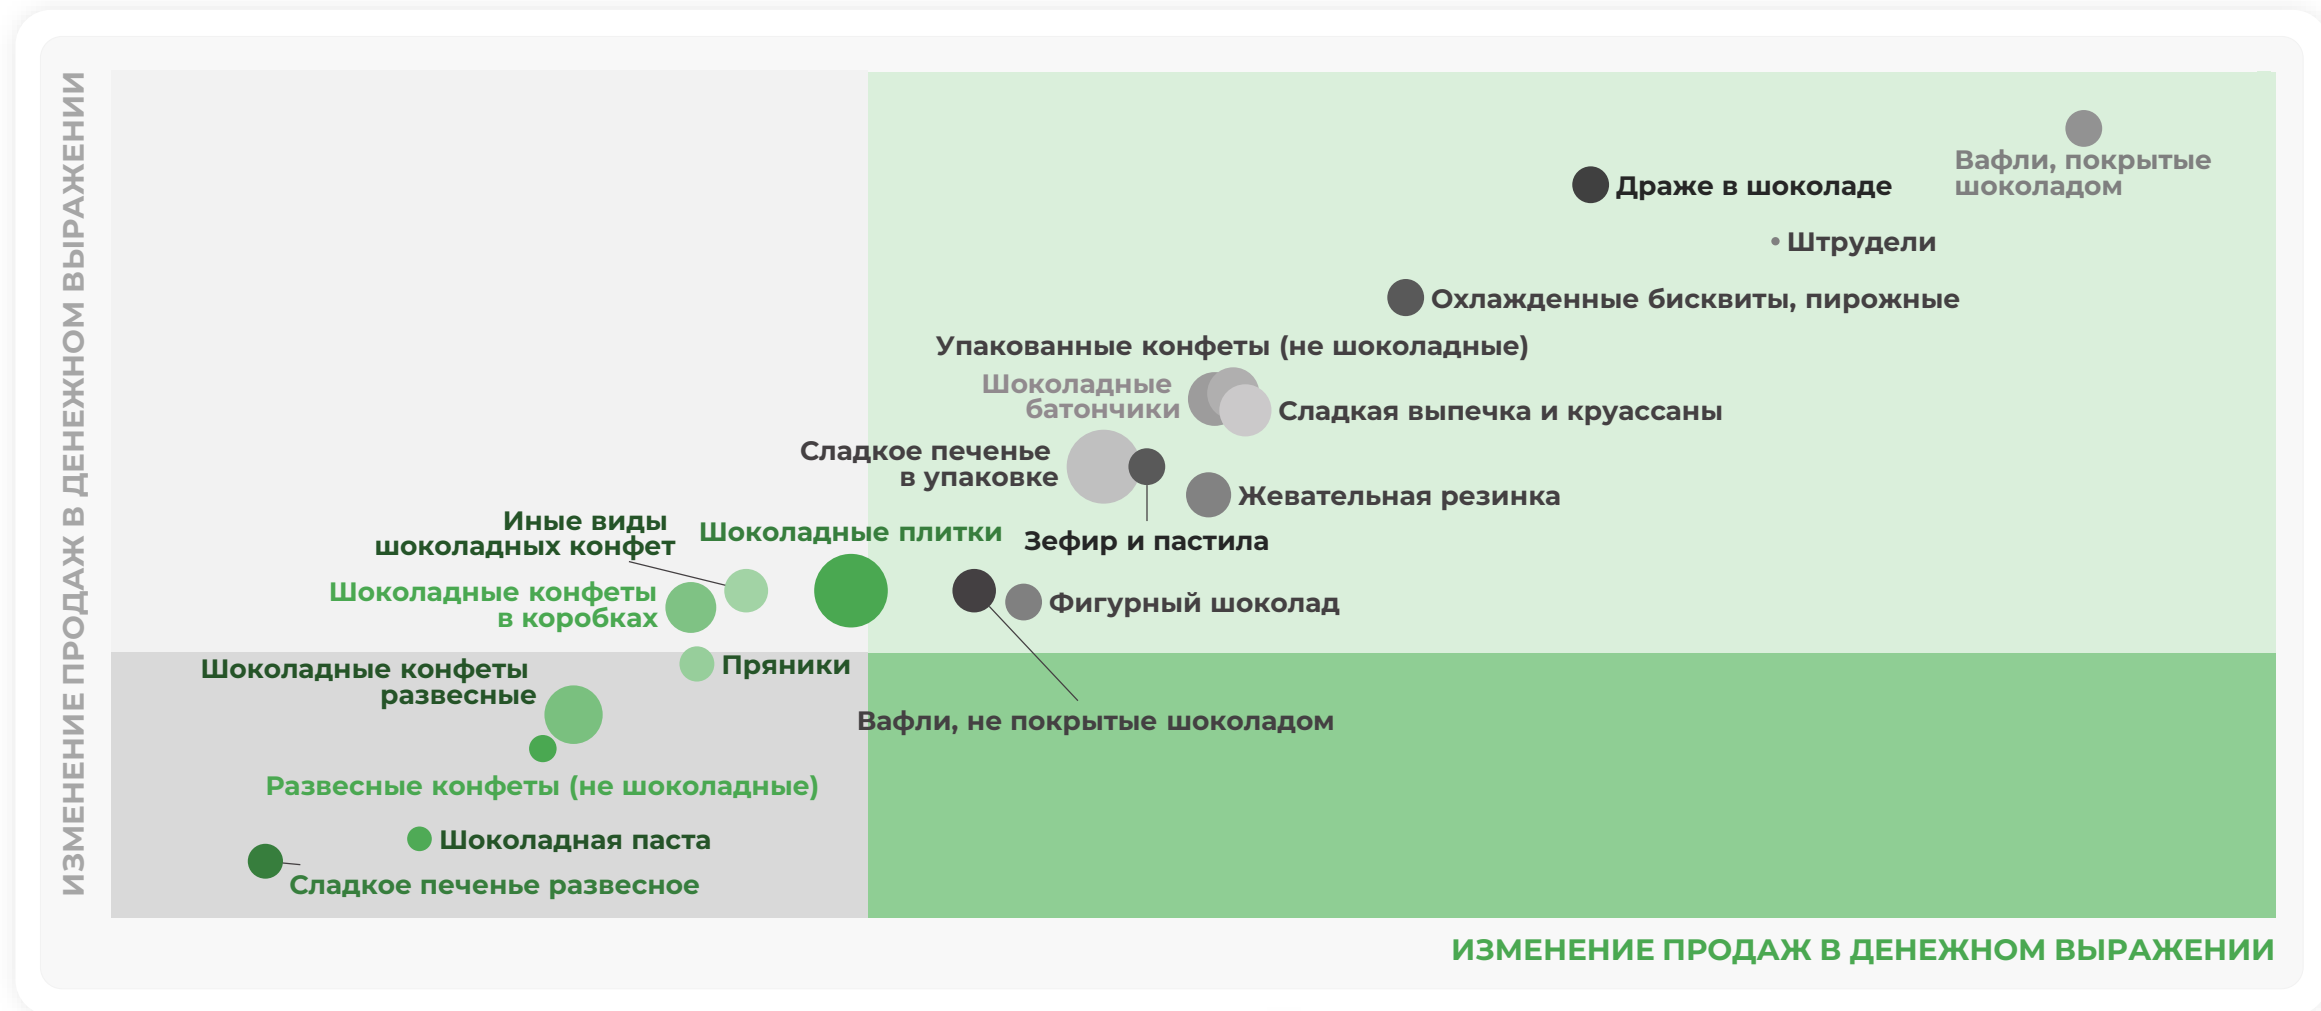 ИЗМЕНЕНИЕ ПРОДАЖ В ДЕНЕЖНОМ ВЫРАЖЕНИИ
Вафли, покрытые
шоколадом
Драже в шоколаде
Штрудели
Охлажденные бисквиты, пирожные
Упакованные конфеты (не шоколадные)
Шоколадные
батончики
Сладкая выпечка и круассаны
Сладкое печенье
в упаковке
Жевательная резинка
Иные виды
шоколадных конфет
Шоколадные плитки
Зефир и пастила
Шоколадные конфеты
в коробках
Фигурный шоколад
Шоколадные конфеты
развесные
Пряники
Вафли, не покрытые шоколадом
Развесные конфеты (не шоколадные)
Шоколадная паста
Сладкое печенье развесное
ИЗМЕНЕНИЕ ПРОДАЖ В ДЕНЕЖНОМ ВЫРАЖЕНИИ